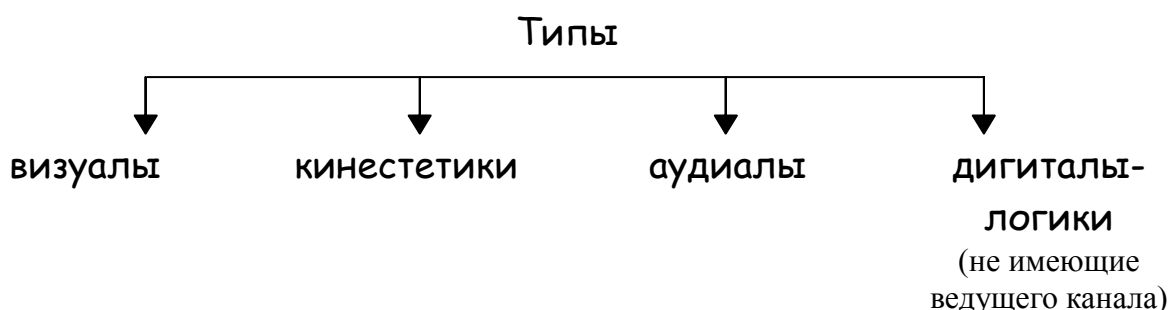 Типы
визуалы кинестетики аудиалы дигиталы-
логики
(не имеющие
ведущего канала)